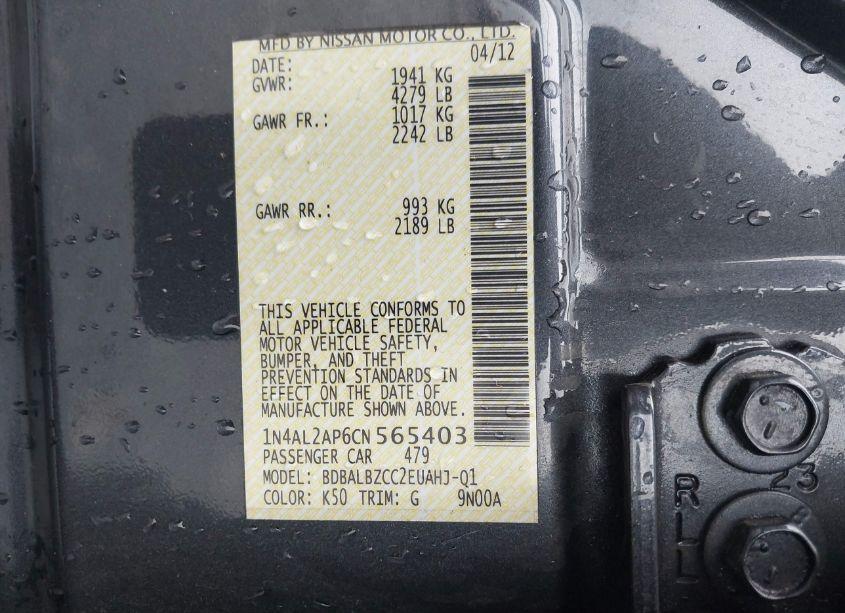 MFD BY NISSAN MOTOR CO., LTD.
DATE: 04/12
GVWR: 1941 KG
4279 LB
GAWR FR.: 1017 KG
2242 LB
GAWR RR.: 993 KG
2189 LB
THIS VEHICLE CONFORMS TO
ALL APPLICABLE FEDERAL
MOTOR VEHICLE SAFETY,
BUMPER, AND THEFT
PREVENTION STANDARDS IN
EFFECT ON THE DATE OF
MANUFACTURE SHOWN ABOVE.
1N4AL2AP6CN 565403
PASSENGER CAR 479
MODEL: BDBALBZCC2EUAHJ-Q1
COLOR: K50 TRIM: G 9N00A
23